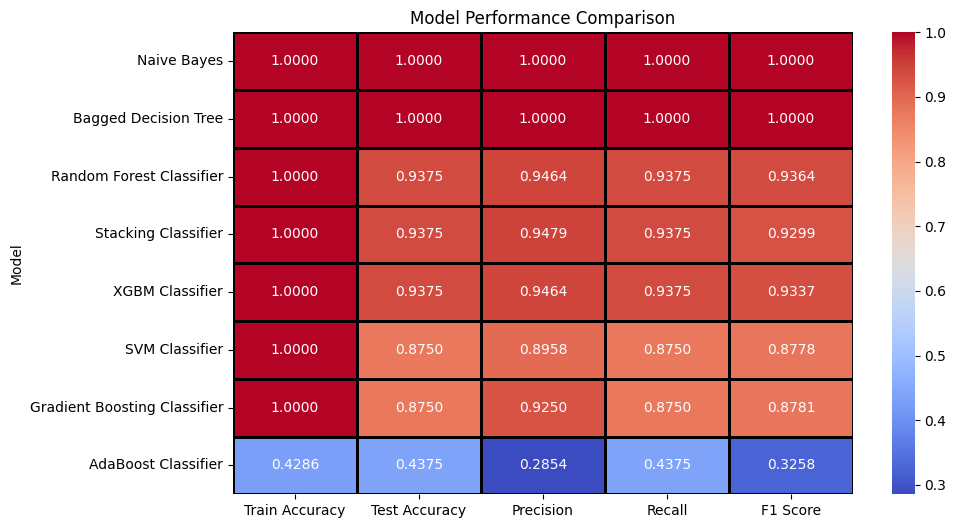 Model Performance Comparison
Model
Naive Bayes 1.0000 1.0000 1.0000 1.0000 1.0000
Bagged Decision Tree 1.0000 1.0000 1.0000 1.0000 1.0000
Random Forest Classifier 1.0000 0.9375 0.9464 0.9375 0.9364
Stacking Classifier 1.0000 0.9375 0.9479 0.9375 0.9299
XGBM Classifier 1.0000 0.9375 0.9464 0.9375 0.9337
SVM Classifier 1.0000 0.8750 0.8958 0.8750 0.8778
Gradient Boosting Classifier 1.0000 0.8750 0.9250 0.8750 0.8781
AdaBoost Classifier 0.4286 0.4375 0.2854 0.4375 0.3258
Train Accuracy Test Accuracy Precision Recall F1 Score
1.0
0.9
0.8
0.7
0.6
0.5
0.4
0.3